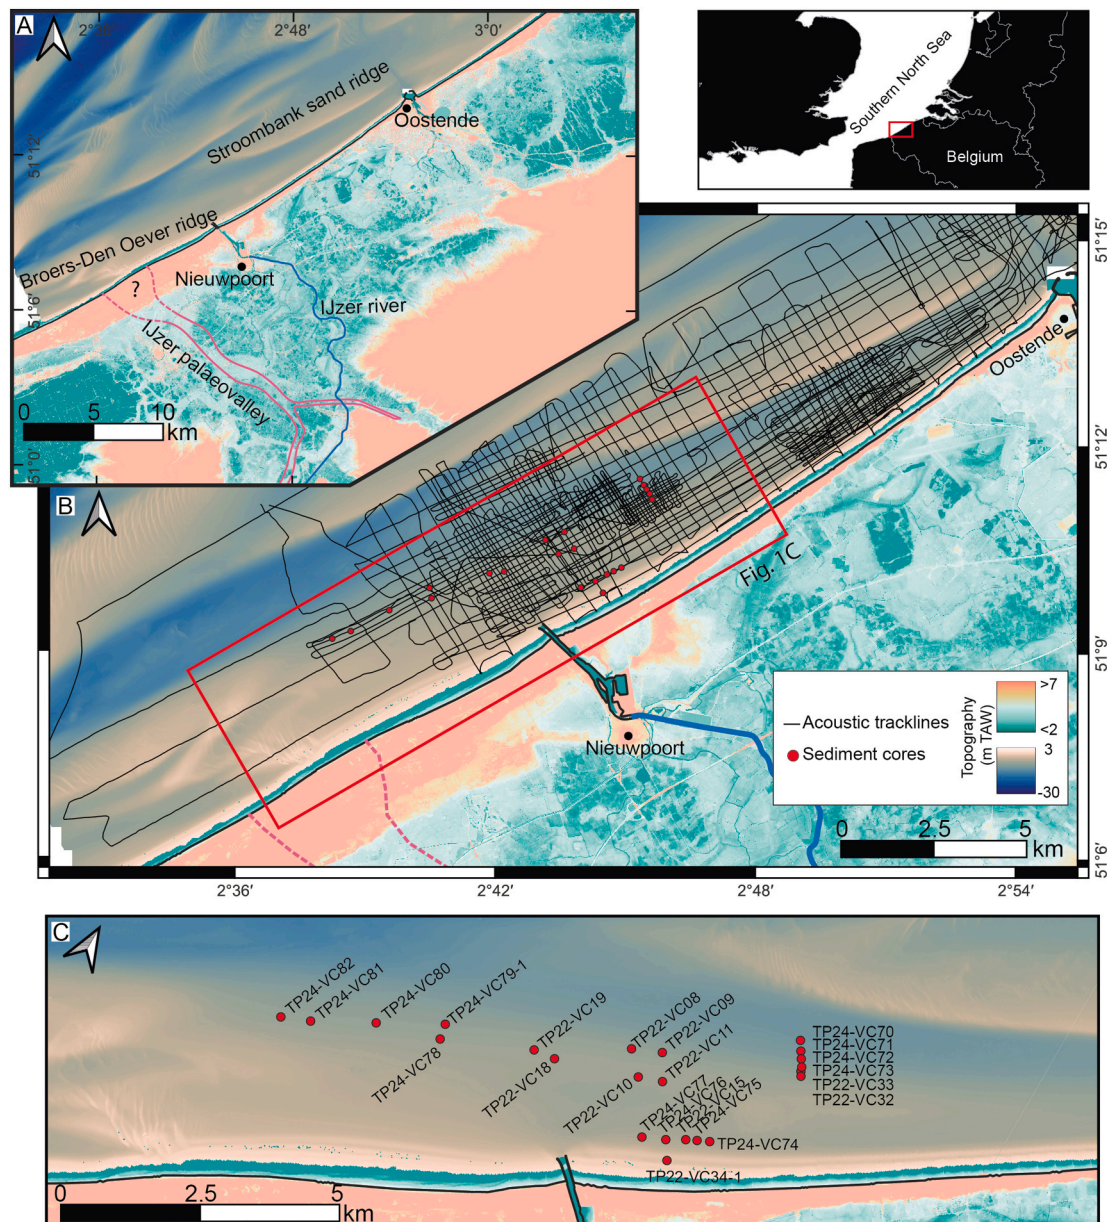 A
2°36'
2°48'
3°0'
51°12'
51°6'
51°0'
Stroombank sand ridge
Oostende
Broers-Den Oever ridge
Nieuwpoort
?
IJzer river
IJzer palaeovalley
0 5 10
km
Southern North Sea
Belgium
B
51°15'
51°12'
51°9'
51°6'
Oostende
Fig. 1C
Nieuwpoort
Acoustic tracklines
Sediment cores
Topography
(m TAW)
>7
<2
3
-30
0 2.5 5
km
2°36'
2°42'
2°48'
2°54'
C
TP24-VC82
TP24-VC81
TP24-VC80
TP24-VC79-1
TP24-VC78
TP22-VC19
TP22-VC18
TP22-VC08
TP22-VC09
TP22-VC11
TP22-VC10
TP24-VC77
TP24-VC76
TP22-VC15
TP24-VC75
TP24-VC74
TP22-VC34-1
TP24-VC70
TP24-VC71
TP24-VC72
TP24-VC73
TP22-VC33
TP22-VC32
0 2.5 5
km